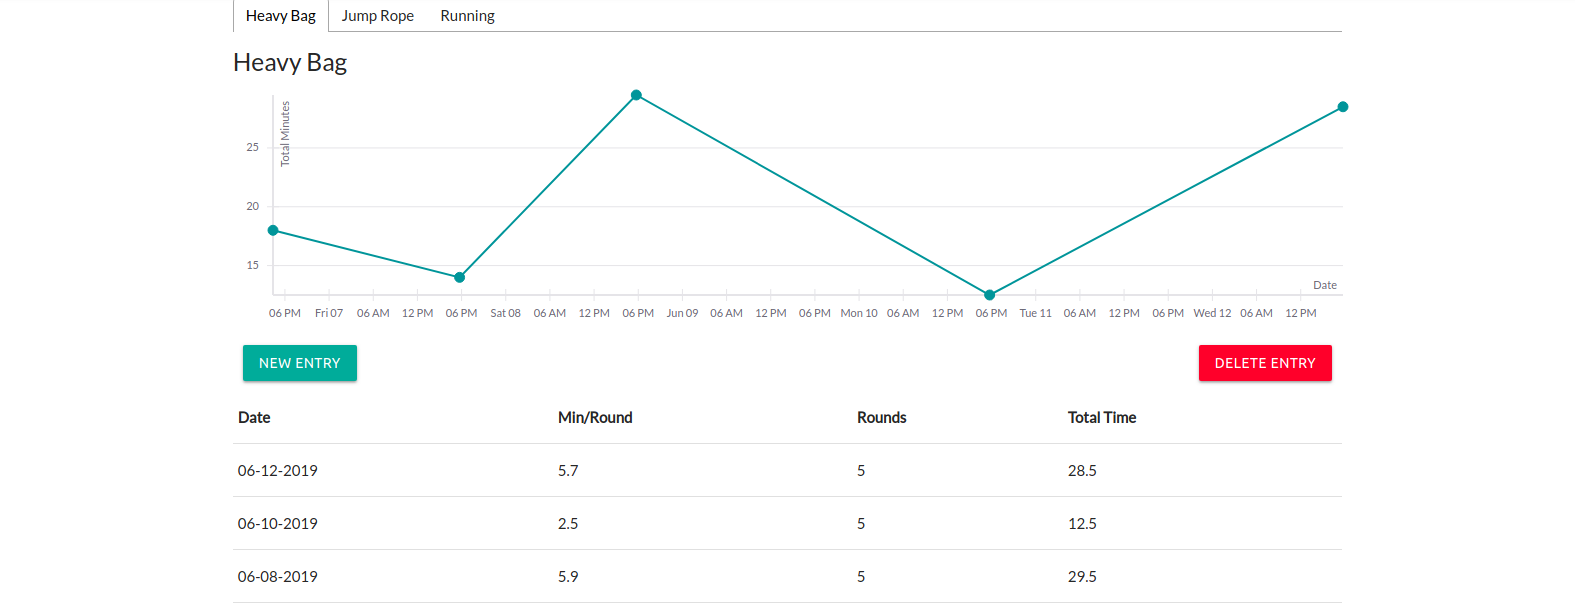 Heavy Bag Jump Rope Running
Heavy Bag
Total Minutes
25
20
15
Date
06 PM Fri 07 06 AM 12 PM 06 PM Sat 08 06 AM 12 PM 06 PM Jun 09 06 AM 12 PM 06 PM Mon 10 06 AM 12 PM 06 PM Tue 11 06 AM 12 PM 06 PM Wed 12 06 AM 12 PM
NEW ENTRY DELETE ENTRY
Date Min/Round Rounds Total Time
06-12-2019 5.7 5 28.5
06-10-2019 2.5 5 12.5
06-08-2019 5.9 5 29.5